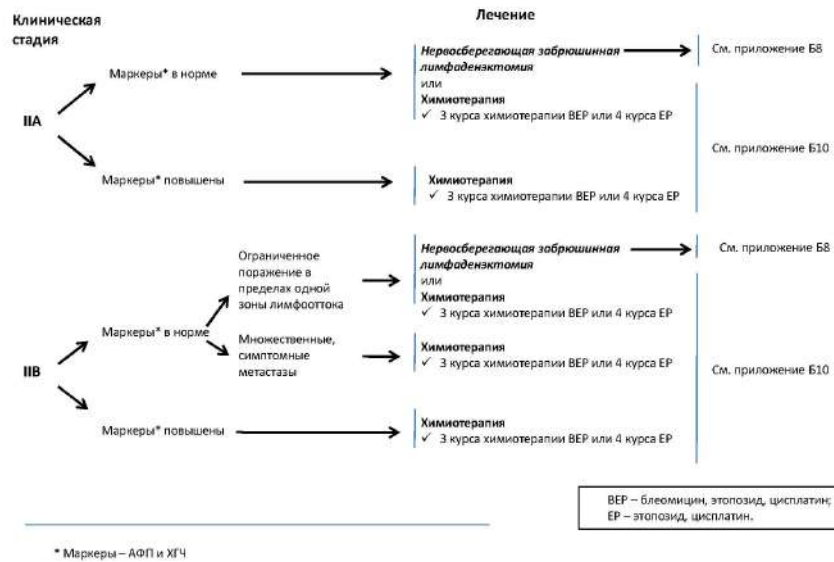 Клиническая
стадия
Лечение
IIA
Маркеры* в норме
Нервосберегающая забрюшинная
лимфаденэктомия
или
Химиотерапия
✓ 3 курса химиотерапии BEP или 4 курса EP
См. приложение Б8
Маркеры* повышены
Химиотерапия
✓ 3 курса химиотерапии BEP или 4 курса EP
См. приложение Б10
IIB
Маркеры* в норме
Ограниченное
поражение в
пределах одной
зоны лимфооттока
Нервосберегающая забрюшинная
лимфаденэктомия
или
Химиотерапия
✓ 3 курса химиотерапии BEP или 4 курса EP
См. приложение Б8
Множественные,
симптомные
метастазы
Химиотерапия
✓ 3 курса химиотерапии BEP или 4 курса EP
См. приложение Б10
Маркеры* повышены
Химиотерапия
✓ 3 курса химиотерапии BEP или 4 курса EP
BEP – блеомицин, этопозид, цисплатин;
EP – этопозид, цисплатин.
* Маркеры – АФП и ХГЧ